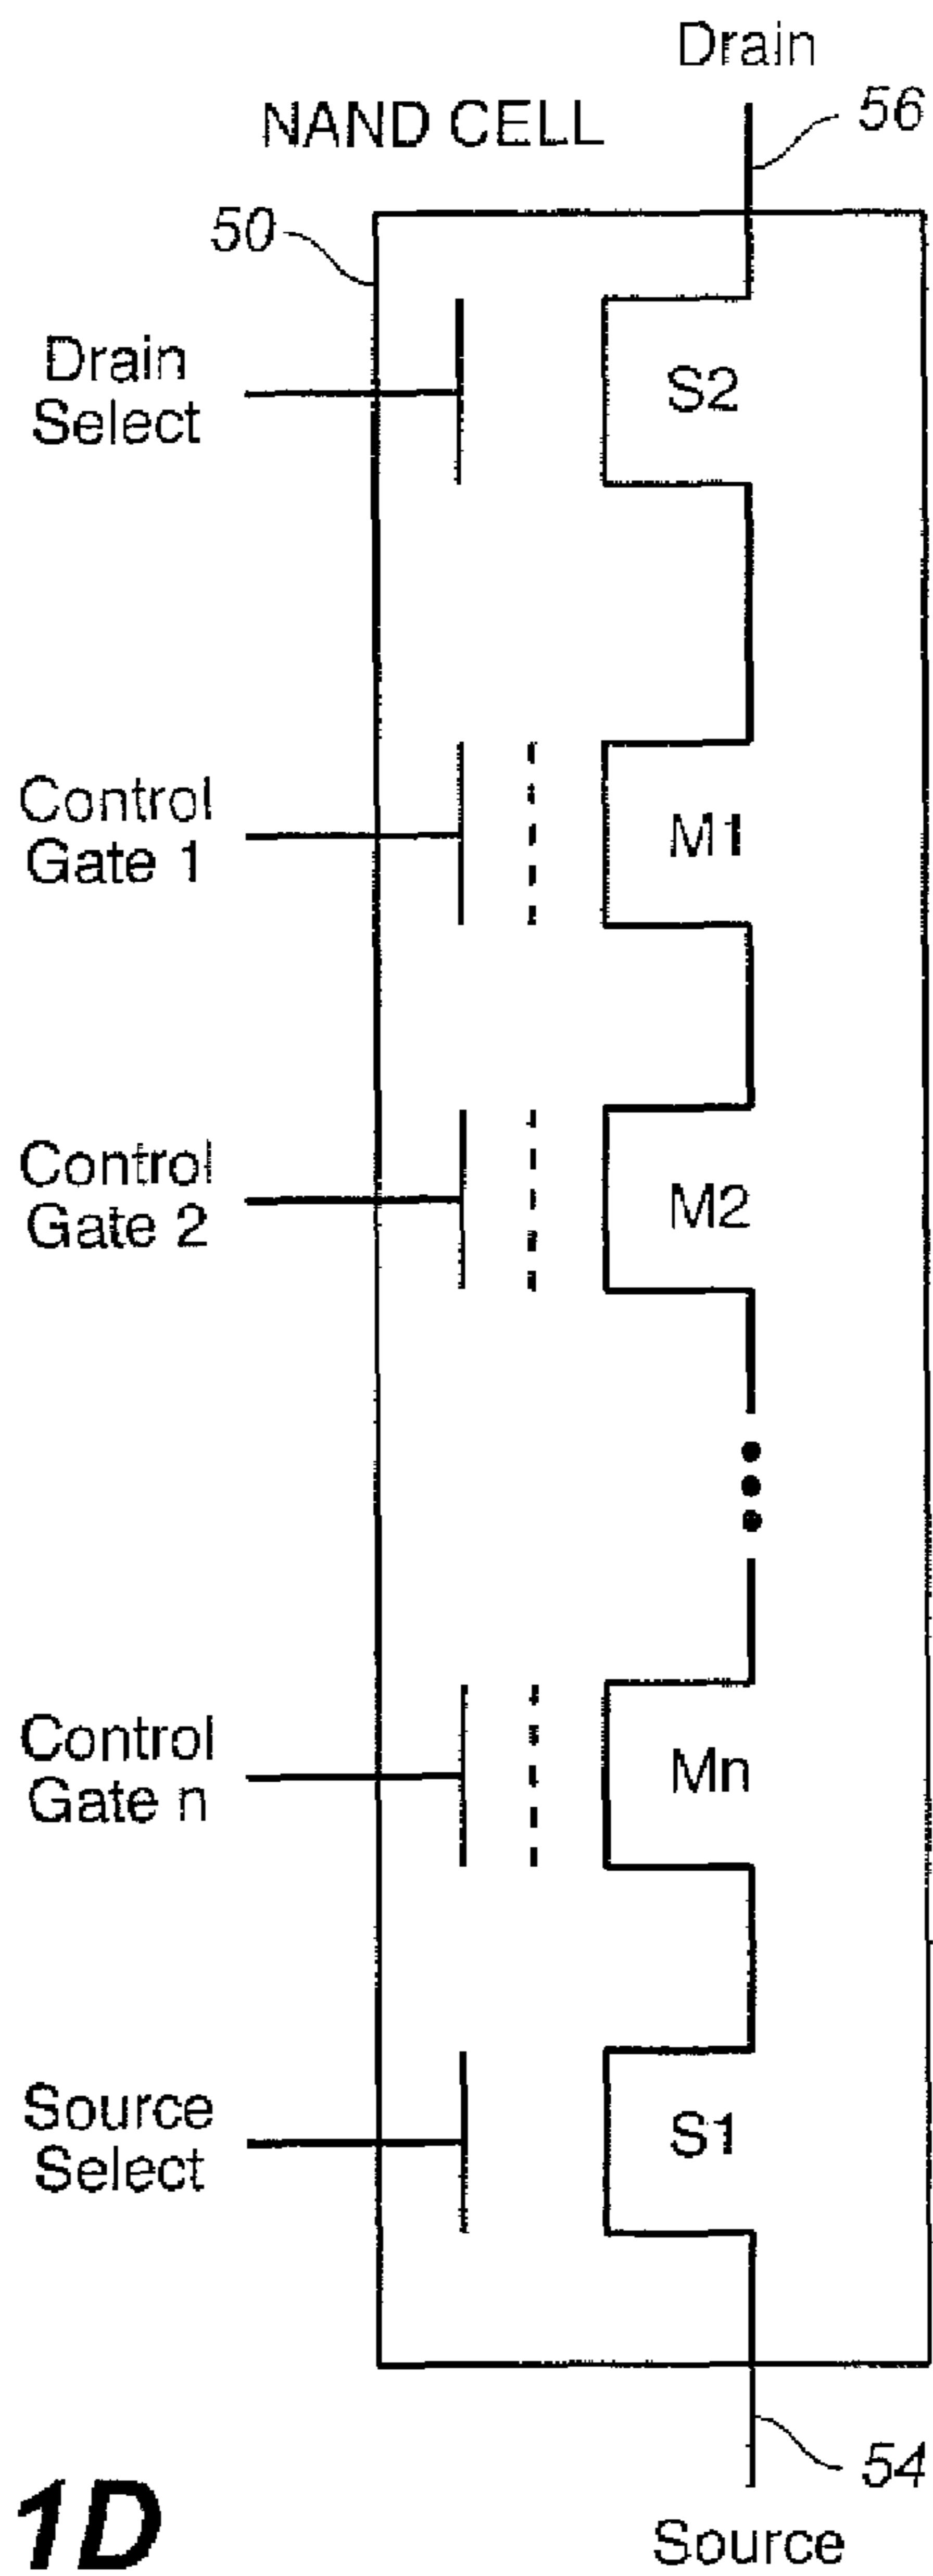 Drain
56
NAND CELL
50
Drain
Select
S2
Control
Gate 1
M1
Control
Gate 2
M2
Control
Gate n
Mn
Source
Select
S1
54
1D
Source